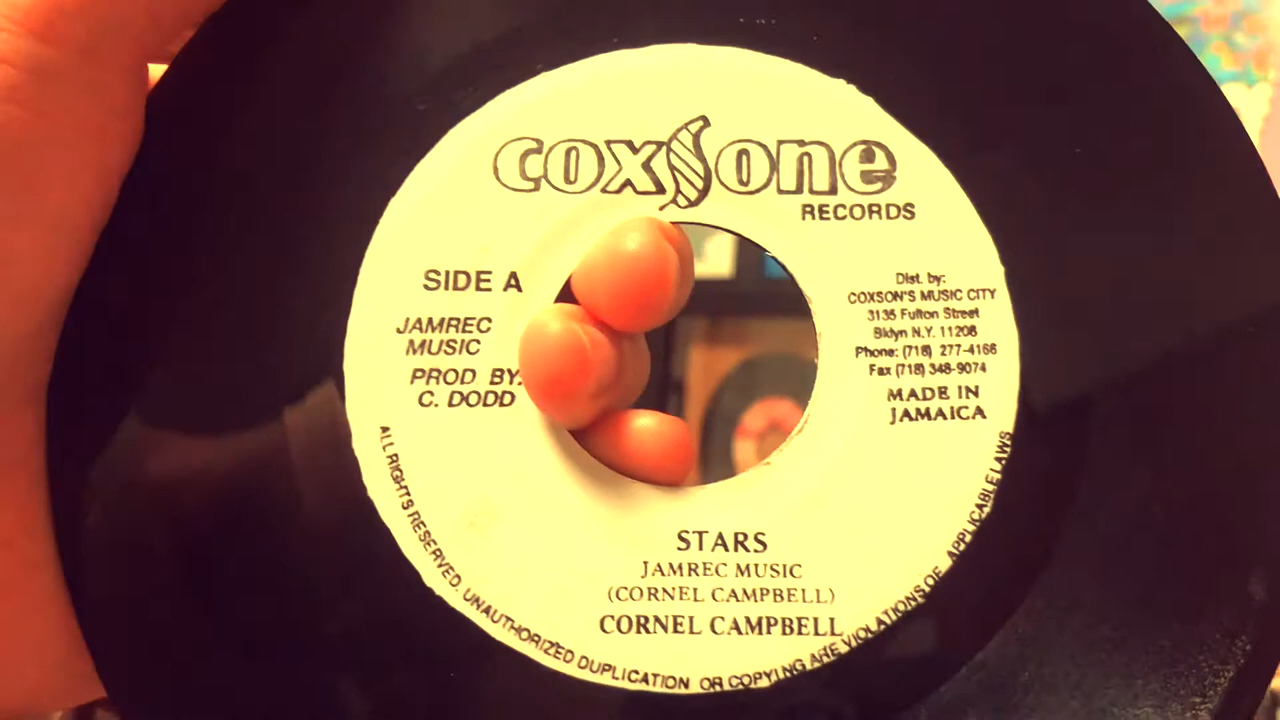 coxsone
RECORDS
SIDE A
JAMREC
MUSIC
PROD. BY:
C. DODD
Dist. by:
COXSON'S MUSIC CITY
3135 Fulton Street
Bklyn N.Y. 11208
Phone: (718) 277-4166
Fax (718) 348-9074
MADE IN
JAMAICA
STARS
JAMREC MUSIC
(CORNEL CAMPBELL)
CORNEL CAMPBELL
ALL RIGHTS RESERVED. UNAUTHORIZED DUPLICATION OR COPYING ARE VIOLATIONS OF APPLICABLE LAWS